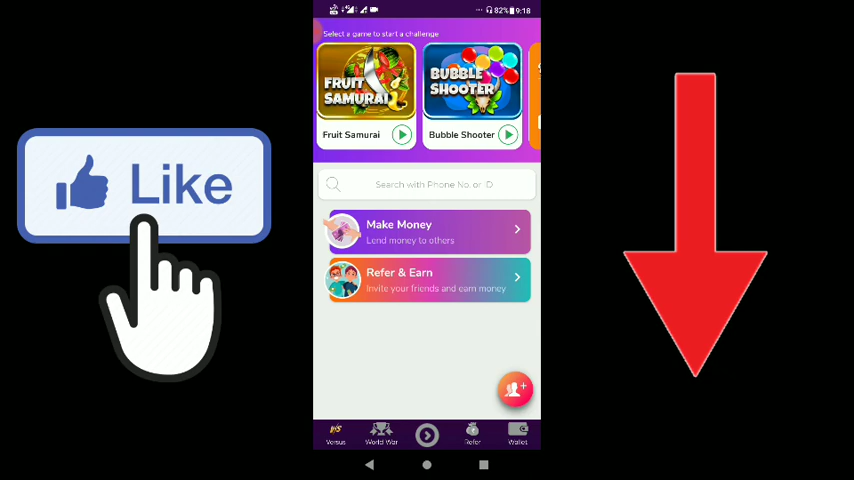 82% 9:18
Select a game to start a challenge
FRUIT
SAMURAI
BUBBLE
SHOOTER
Fruit Samurai
Bubble Shooter
Like
Search with Phone No. or ID
Make Money
Lend money to others
Refer & Earn
Invite your friends and earn money
Versus
World War
Refer
Wallet